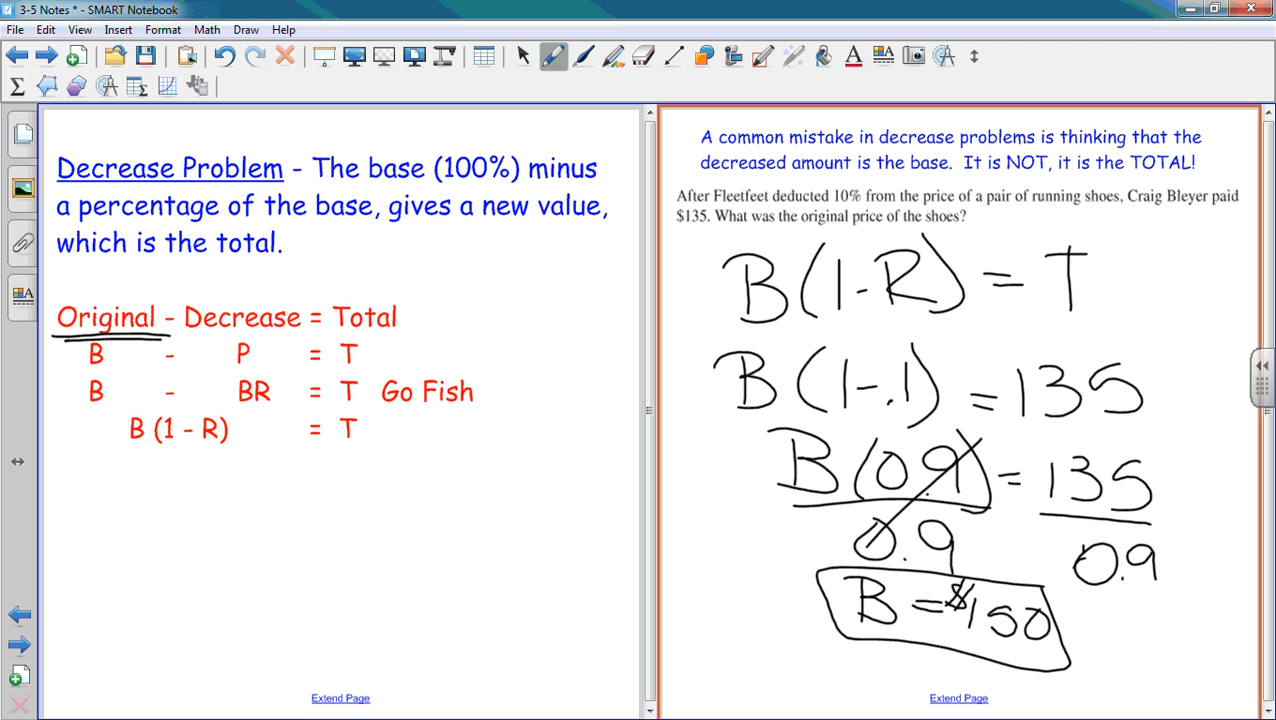 3-5 Notes * - SMART Notebook
File Edit View Insert Format Math Draw Help
Decrease Problem - The base (100%) minus
a percentage of the base, gives a new value,
which is the total.
Original - Decrease = Total
B - P = T
B - BR = T Go Fish
B (1 - R) = T
Extend Page
A common mistake in decrease problems is thinking that the
decreased amount is the base. It is NOT, it is the TOTAL!
After Fleetfeet deducted 10% from the price of a pair of running shoes, Craig Bleyer paid
$135. What was the original price of the shoes?
B(1-R) = T
B(1-.1) = 135
B(0.9) = 135
0.9 0.9
B = $150
Extend Page